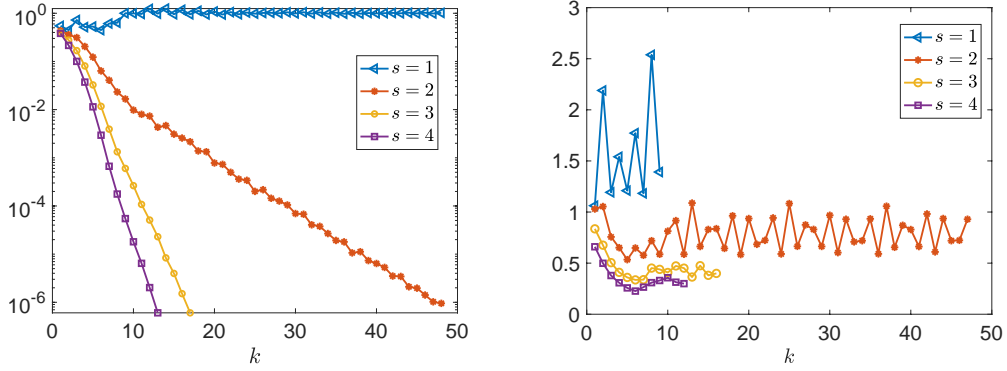 10^0
10^-2
10^-4
10^-6
0 10 20 30 40 50
k
s = 1
s = 2
s = 3
s = 4
3
2.5
2
1.5
1
0.5
0
0 10 20 30 40 50
k
s = 1
s = 2
s = 3
s = 4